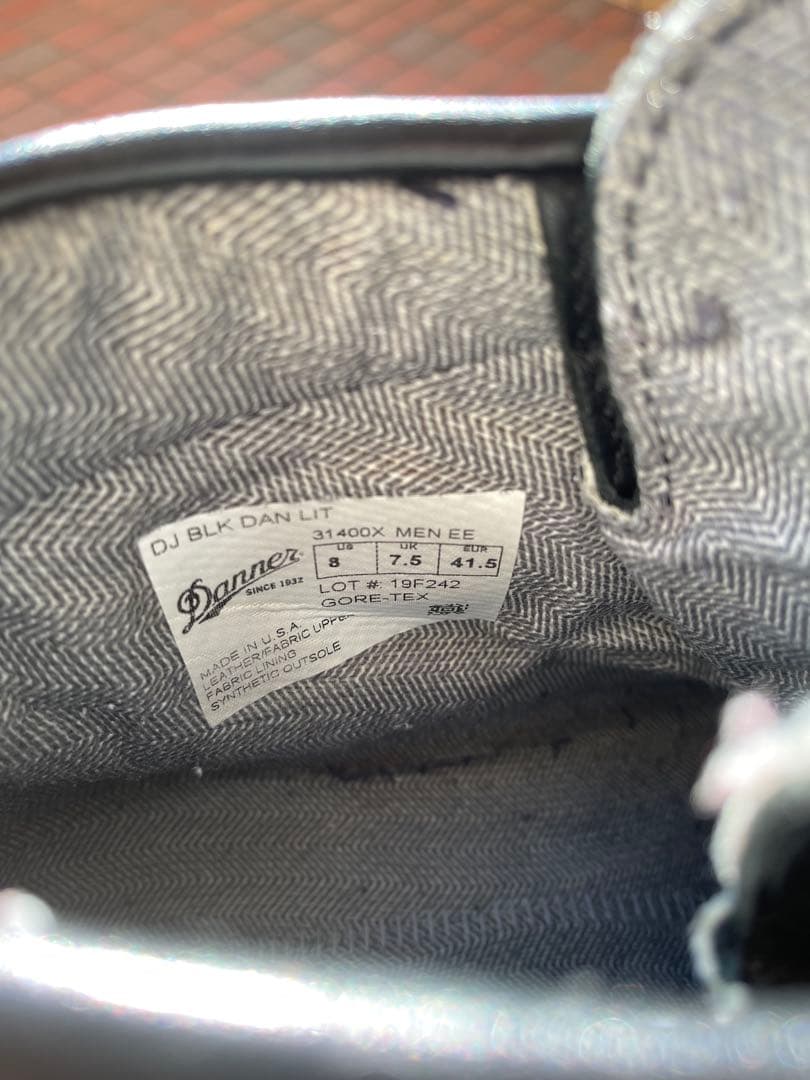 DJ BLK DAN LIT
31400X MEN EE
Danner
SINCE 1932
US UK EUR
8 7.5 41.5
LOT #: 19F242
GORE-TEX
MADE IN U.S.A.
LEATHER/FABRIC UPPER
FABRIC LINING
SYNTHETIC OUTSOLE